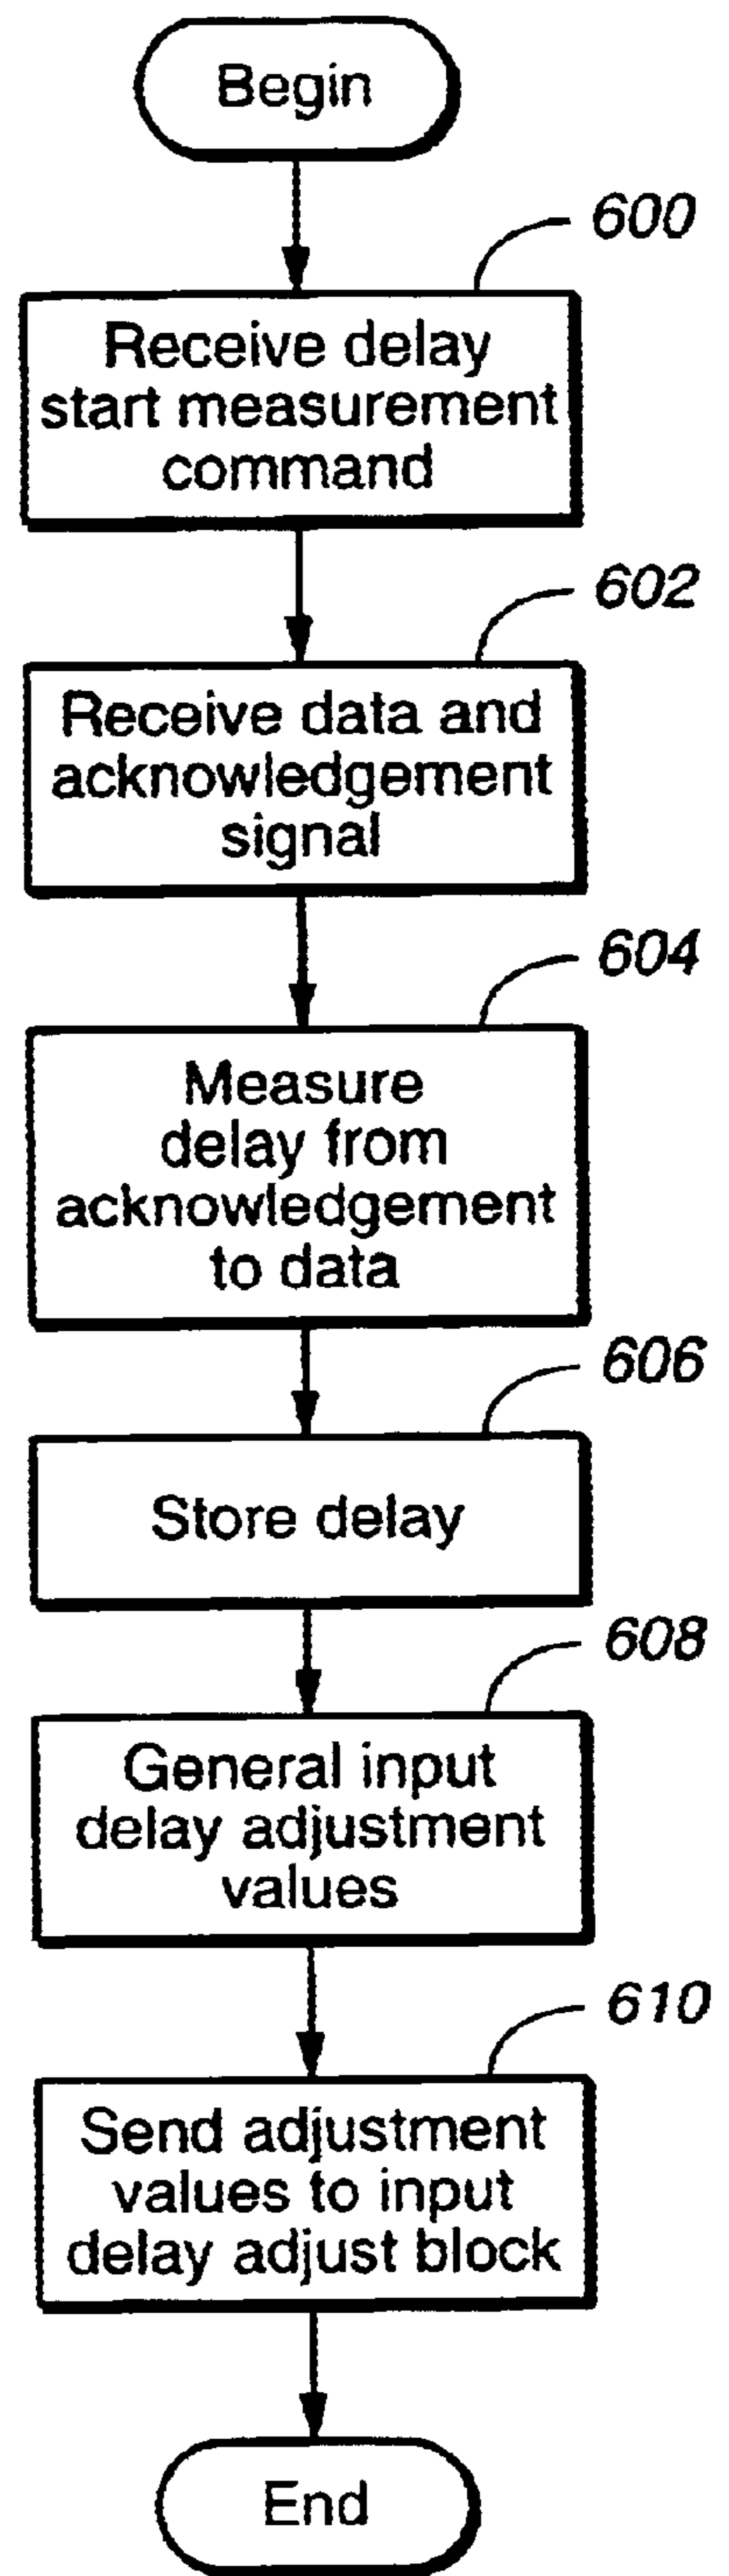 Begin
600
Receive delay
start measurement
command
602
Receive data and
acknowledgement
signal
604
Measure
delay from
acknowledgement
to data
606
Store delay
608
General input
delay adjustment
values
610
Send adjustment
values to input
delay adjust block
End